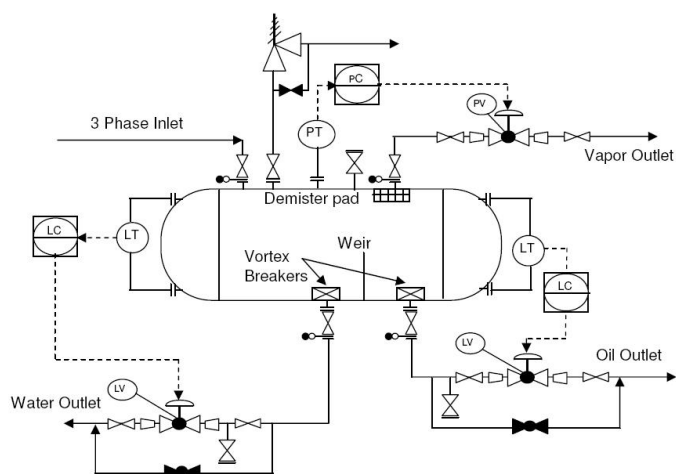 PC
PV
3 Phase Inlet
PT
Vapor Outlet
Demister pad
LC
LT
Weir
LT
Vortex
Breakers
LC
LV
Oil Outlet
LV
Water Outlet